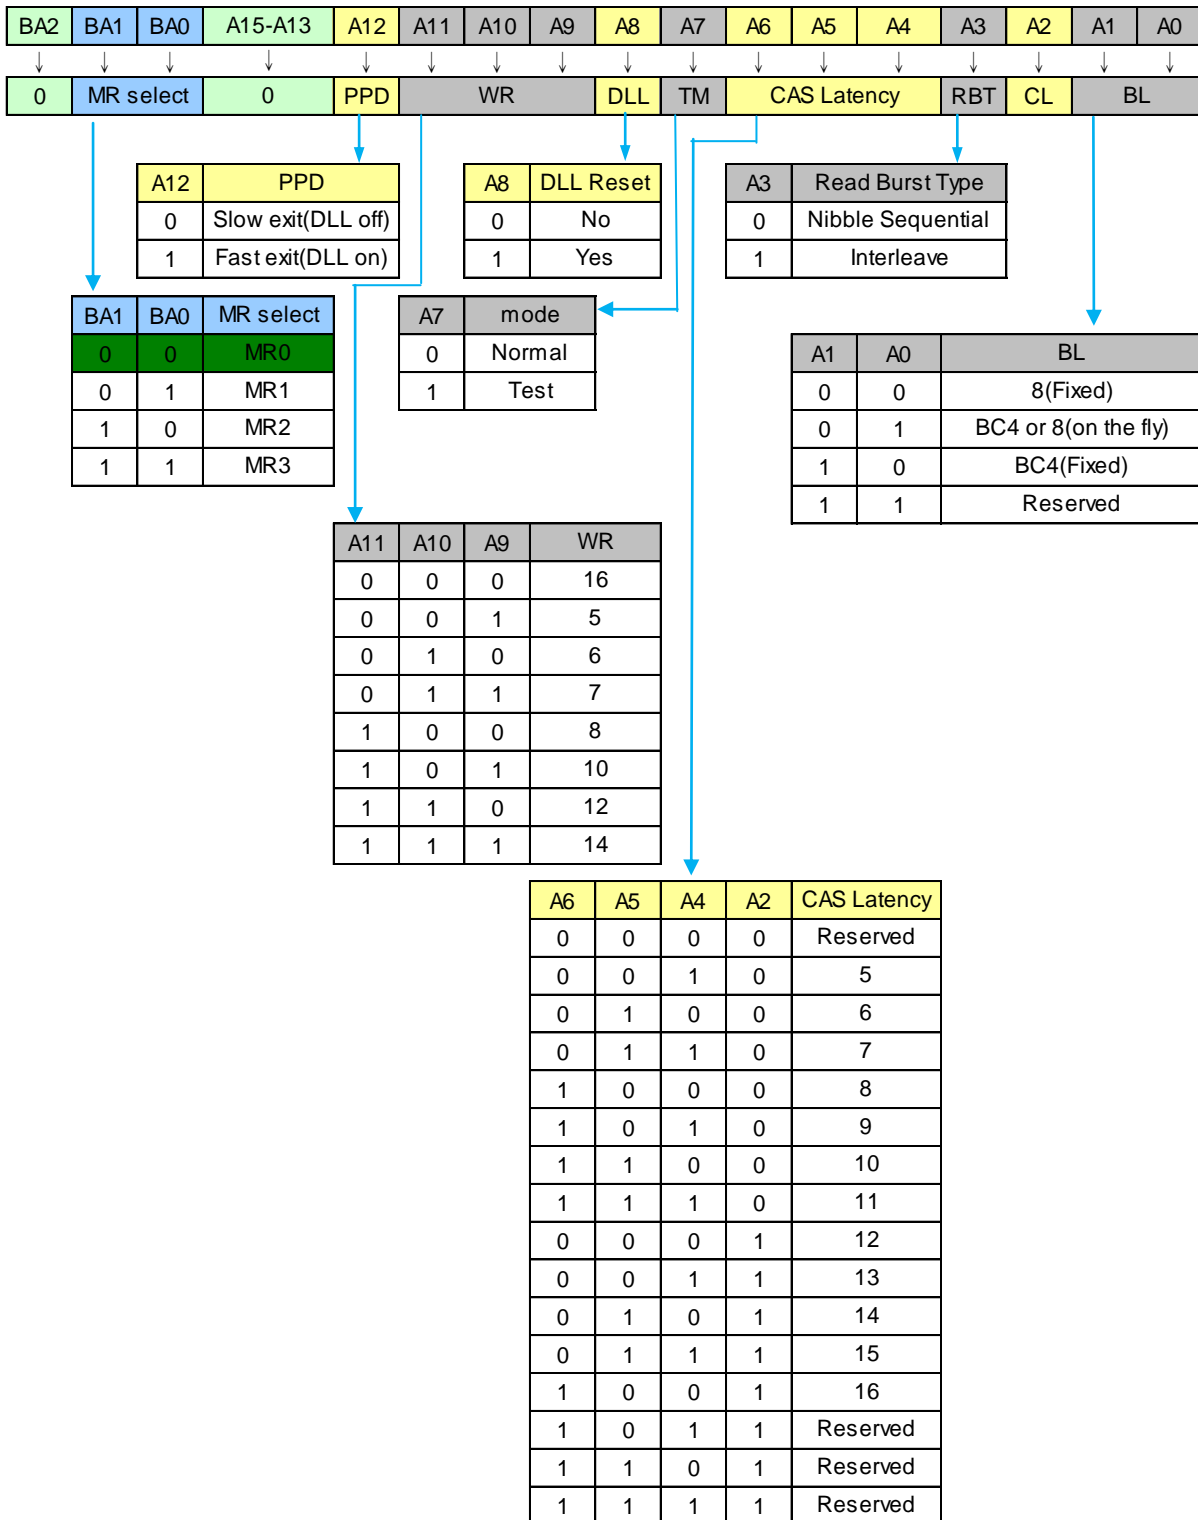 BA2 BA1 BA0 A15-A13 A12 A11 A10 A9 A8 A7 A6 A5 A4 A3 A2 A1 A0
0 MR select 0 PPD WR DLL TM CAS Latency RBT CL BL
A12 PPD
0 Slow exit(DLL off)
1 Fast exit(DLL on)
A8 DLL Reset
0 No
1 Yes
A3 Read Burst Type
0 Nibble Sequential
1 Interleave
BA1 BA0 MR select
0 0 MR0
0 1 MR1
1 0 MR2
1 1 MR3
A7 mode
0 Normal
1 Test
A1 A0 BL
0 0 8(Fixed)
0 1 BC4 or 8(on the fly)
1 0 BC4(Fixed)
1 1 Reserved
A11 A10 A9 WR
0 0 0 16
0 0 1 5
0 1 0 6
0 1 1 7
1 0 0 8
1 0 1 10
1 1 0 12
1 1 1 14
A6 A5 A4 A2 CAS Latency
0 0 0 0 Reserved
0 0 1 0 5
0 1 0 0 6
0 1 1 0 7
1 0 0 0 8
1 0 1 0 9
1 1 0 0 10
1 1 1 0 11
0 0 0 1 12
0 0 1 1 13
0 1 0 1 14
0 1 1 1 15
1 0 0 1 16
1 0 1 1 Reserved
1 1 0 1 Reserved
1 1 1 1 Reserved